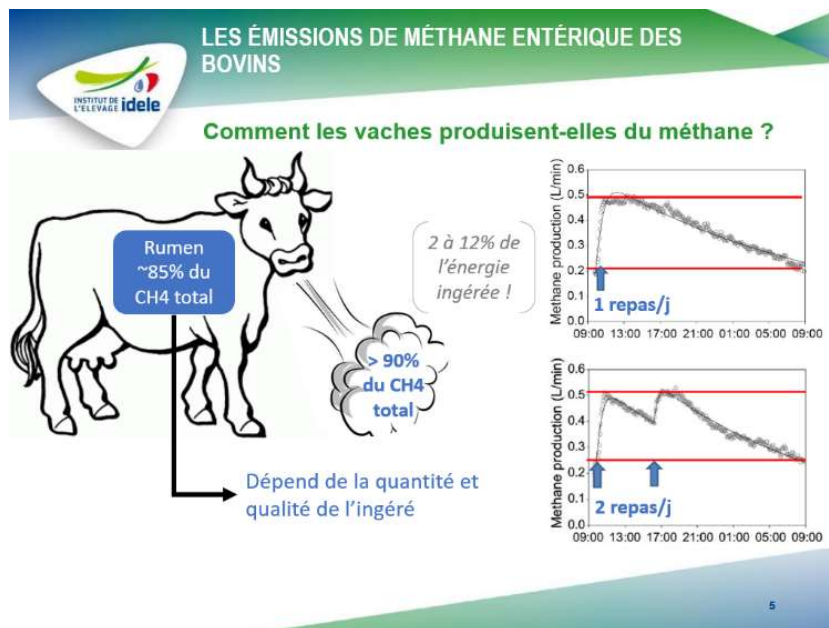 LES ÉMISSIONS DE MÉTHANE ENTÉRIQUE DES
BOVINS
INSTITUT DE
L'ELEVAGE idele
Comment les vaches produisent-elles du méthane ?
Rumen
~85% du
CH4 total
2 à 12% de
l'énergie
ingérée !
> 90%
du CH4
total
Dépend de la quantité et
qualité de l'ingéré
Methane production (L/min)
0.6
0.5
0.4
0.3
0.2
0.1
0.0
1 repas/j
09:00 13:00 17:00 21:00 01:00 05:00 09:00
Methane production (L/min)
0.6
0.5
0.4
0.3
0.2
0.1
0.0
2 repas/j
09:00 13:00 17:00 21:00 01:00 05:00 09:00
5